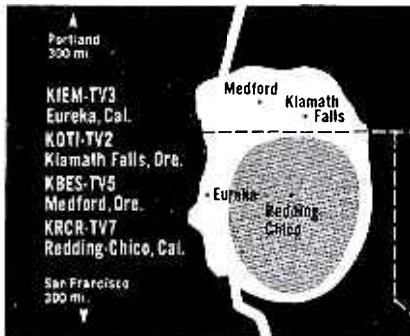 Portland
300 mi.
KIEM-TV3
Eureka, Cal.
KOTI-TV2
Klamath Falls, Ore.
KBES-TV5
Medford, Ore.
KRCR-TV7
Redding-Chico, Cal.
San Francisco
300 mi.
Medford
Klamath
Falls
Eureka
Redding
Chico